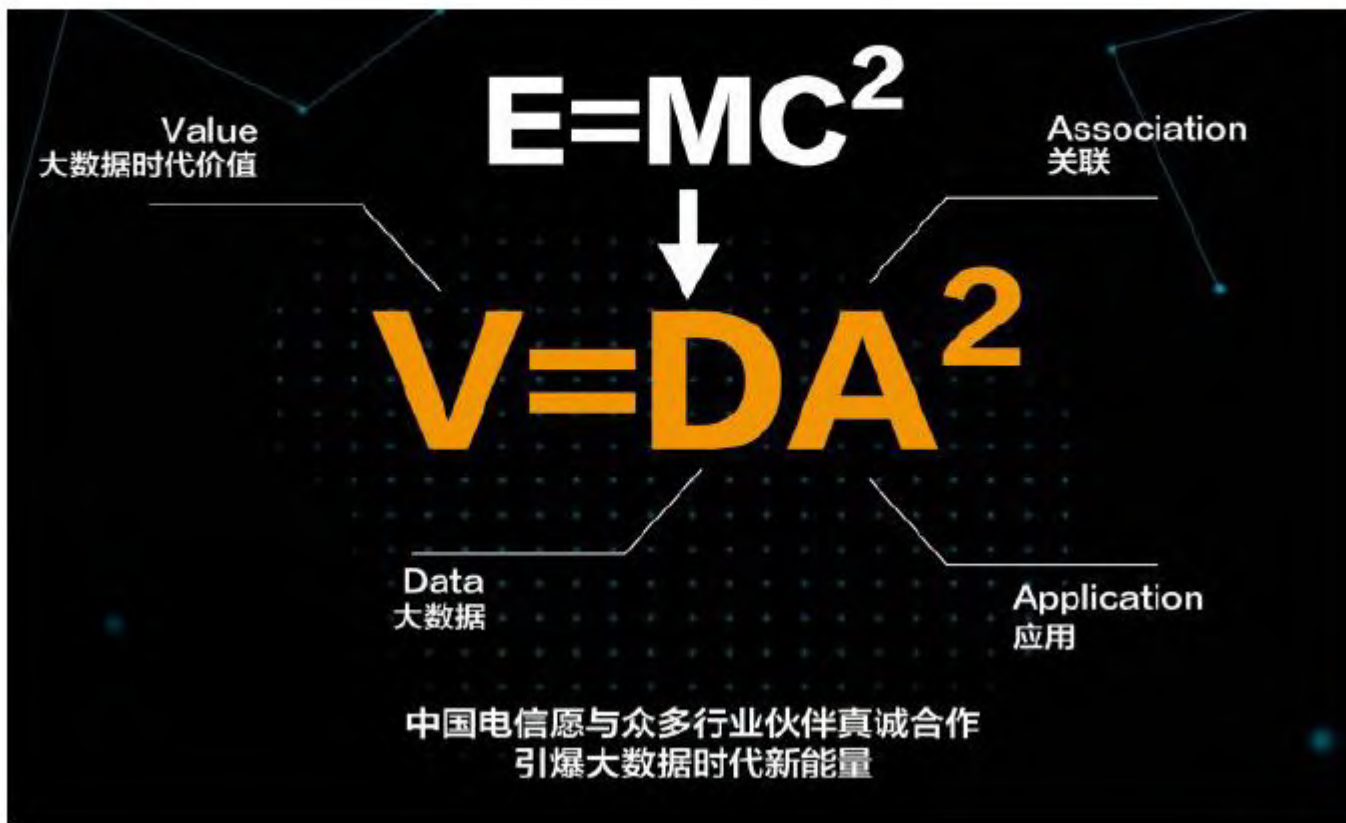 E=MC²
Value
大数据时代价值
Association
关联
V=DA²
Data
大数据
Application
应用
中国电信愿与众多行业伙伴真诚合作
引爆大数据时代新能量